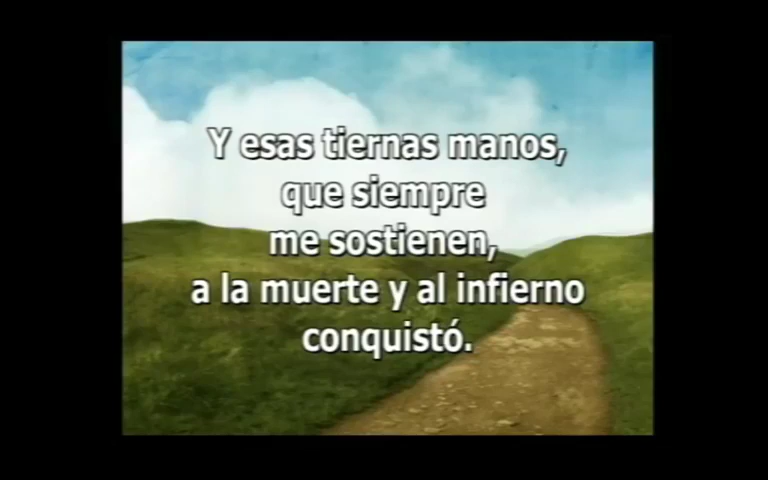 Y esas tiernas manos,
que siempre
me sostienen,
a la muerte y al infierno
conquistó.